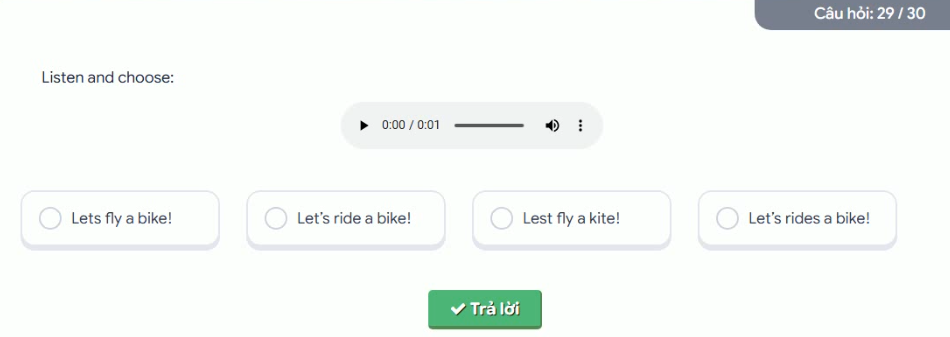 Câu hỏi: 29 / 30
Listen and choose:
0:00 / 0:01
Lets fly a bike!
Let's ride a bike!
Lest fly a kite!
Let's rides a bike!
Trả lời